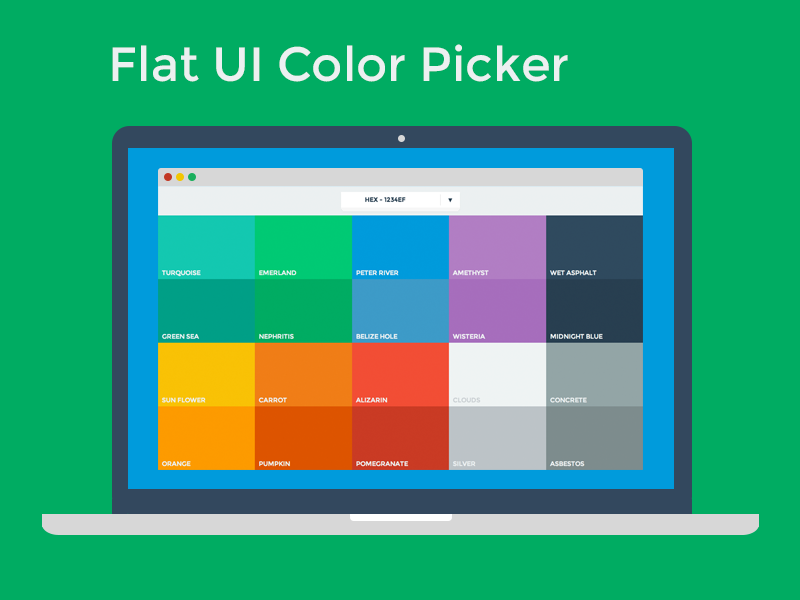 Flat UI Color Picker
HEX - 1234EF
TURQUOISE EMERLAND PETER RIVER AMETHYST WET ASPHALT
GREEN SEA NEPHRITIS BELIZE HOLE WISTERIA MIDNIGHT BLUE
SUN FLOWER CARROT ALIZARIN CLOUDS CONCRETE
ORANGE PUMPKIN POMEGRANATE SILVER ASBESTOS